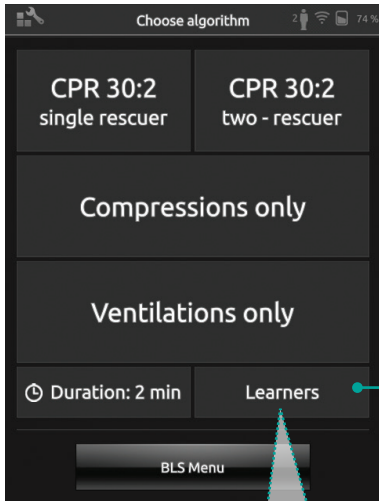 Choose algorithm
2
74 %
CPR 30:2
single rescuer
CPR 30:2
two - rescuer
Compressions only
Ventilations only
Duration: 2 min
Learners
BLS Menu